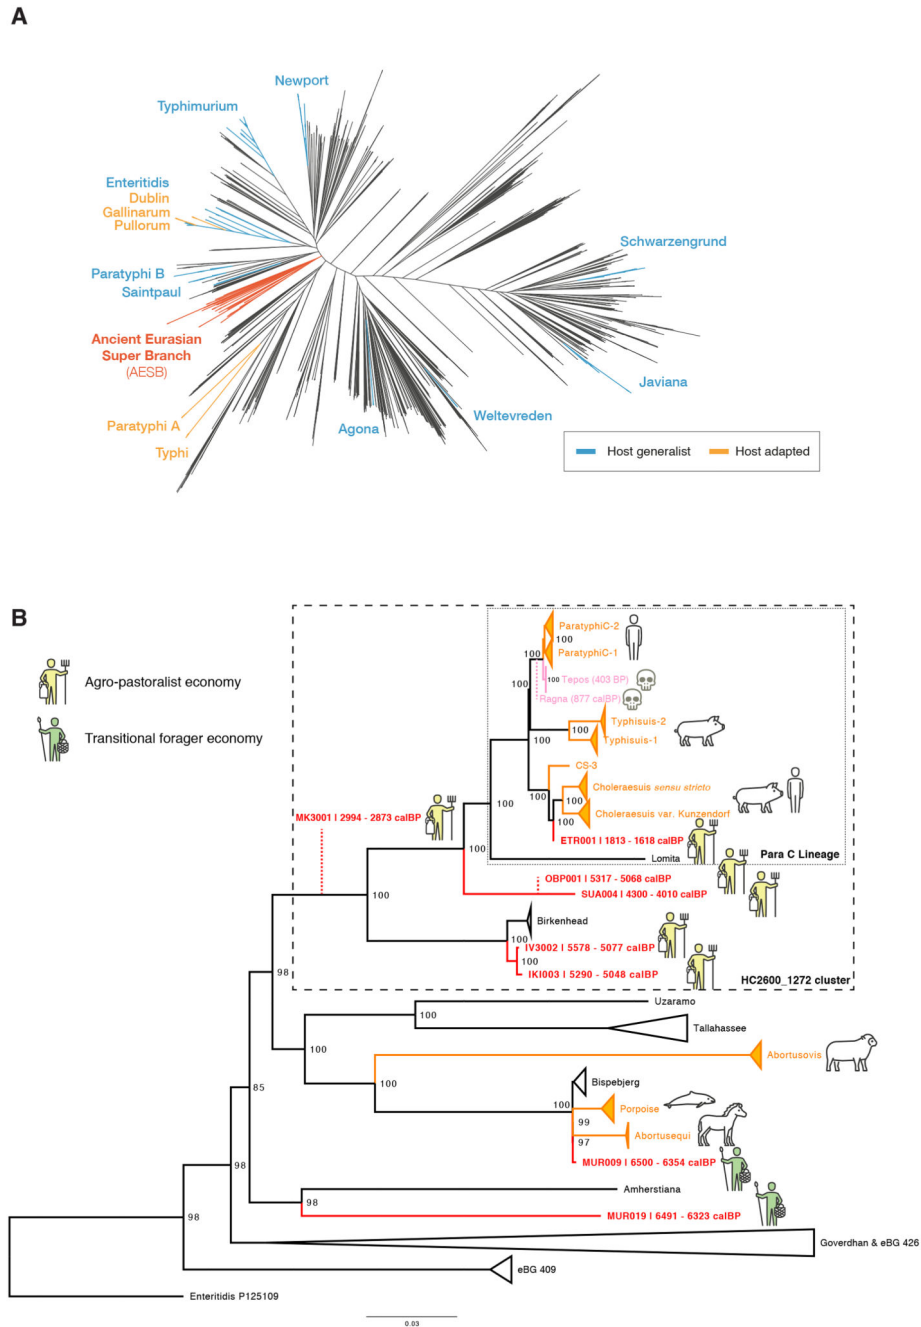 A
Newport
Typhimurium
Enteritidis
Dublin
Gallinarum
Pullorum
Schwarzengrund
Paratyphi B
Saintpaul
Ancient Eurasian
Super Branch
(AESB)
Javiana
Paratyphi A
Weltevreden
Agona
Typhi
Host generalist
Host adapted
B
Agro-pastoralist economy
Transitional forager economy
ParatyphiC-2
100
ParatyphiC-1
100
Tepos (403 BP)
100
Ragna (877 calBP)
100
Typhisuis-2
100
Typhisuis-1
100
CS-3
Choleraesuis sensu stricto
100
100
Choleraesuis var. Kunzendorf
100
MK3001 | 2994 - 2873 calBP
100
ETR001 | 1813 - 1618 calBP
Lomita
Para C Lineage
OBP001 | 5317 - 5068 calBP
100
SUA004 | 4300 - 4010 calBP
100
Birkenhead
100
IV3002 | 5578 - 5077 calBP
100
IKI003 | 5290 - 5048 calBP
HC2600_1272 cluster
98
Uzaramo
100
Tallahassee
100
Abortusovis
100
Bispebjerg
85
100
Porpoise
99
Abortusequi
97
MUR009 | 6500 - 6354 calBP
98
Amherstiana
98
MUR019 | 6491 - 6323 calBP
98
Goverdhan & eBG 426
eBG 409
Enteritidis P125109
0.03